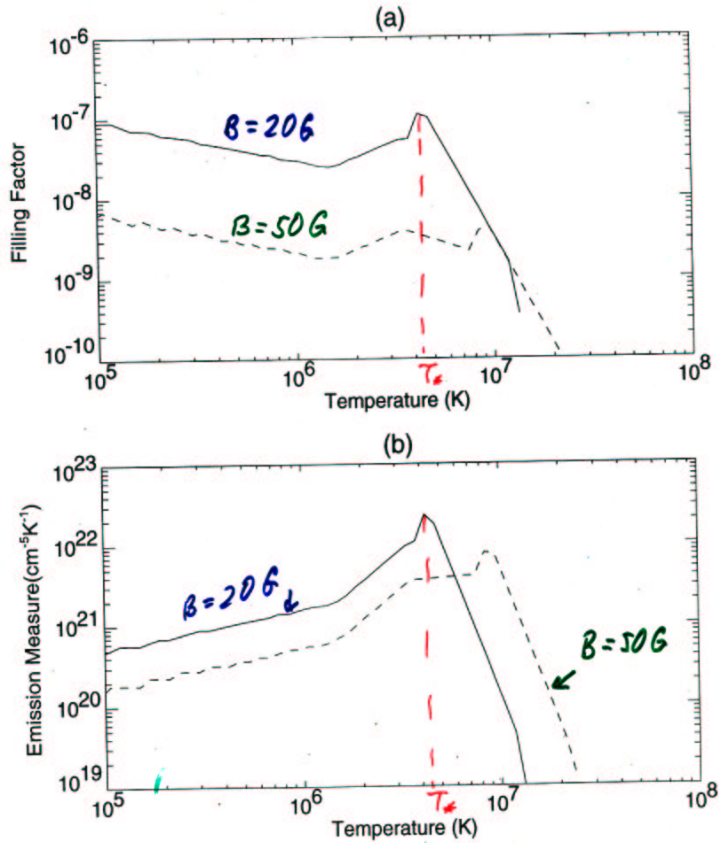 (a)
10^-6
10^-7
10^-8
10^-9
10^-10
Filling Factor
B=20G
B=50G
10^5
10^6
10^7
10^8
T*
Temperature (K)
(b)
10^23
10^22
10^21
10^20
10^19
Emission Measure(cm^-5K^-1)
B=20G
B=50G
10^5
10^6
10^7
10^8
T*
Temperature (K)